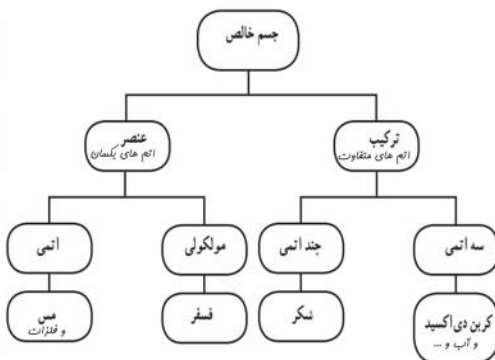 جسم خالص
ترکیب
اتم های متفاوت
عنصر
اتم های یکسان
سه اتمی
چند اتمی
مولکولی
اتمی
کربن دی اکسید
و آب و ...
شکر
فسفر
مس
و فلزات